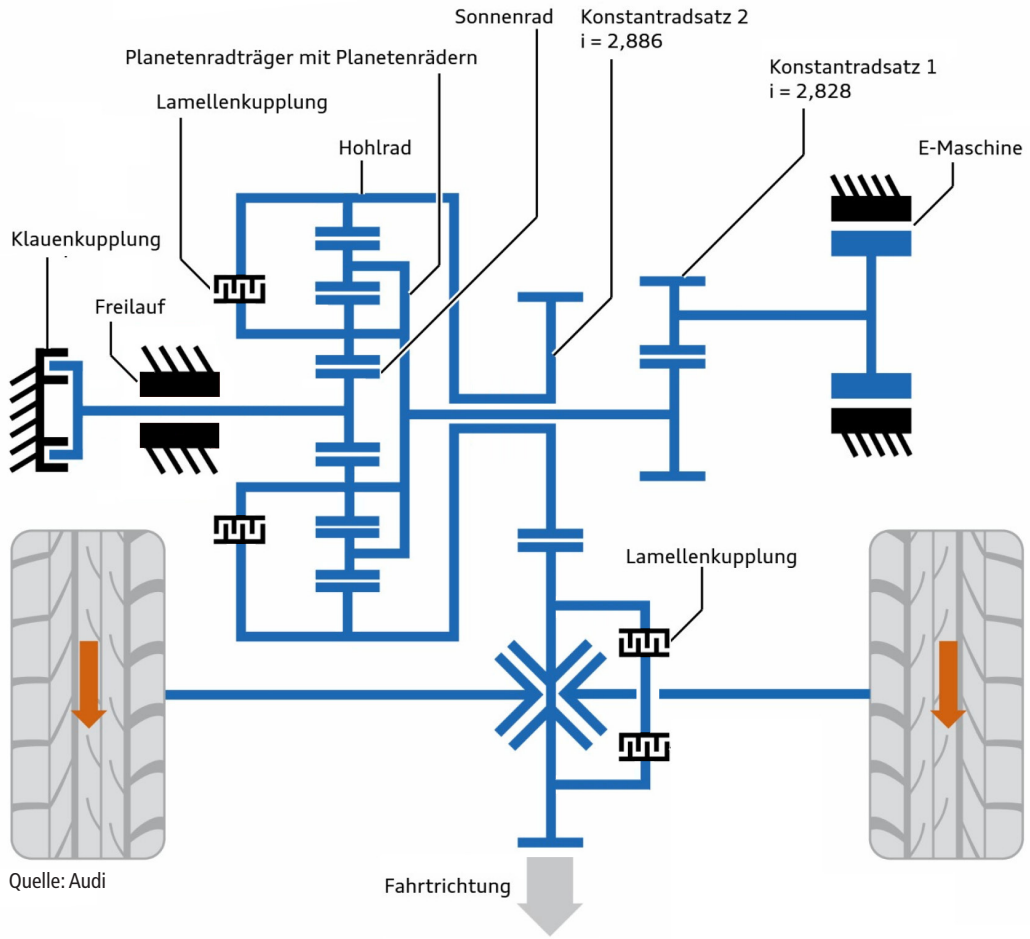 Sonnenrad
Konstantradsatz 2
i = 2,886
Planetenradträger mit Planetenrädern
Konstantradsatz 1
i = 2,828
Lamellenkupplung
Hohlrad
E-Maschine
Klauenkupplung
Freilauf
Lamellenkupplung
Quelle: Audi
Fahrtrichtung